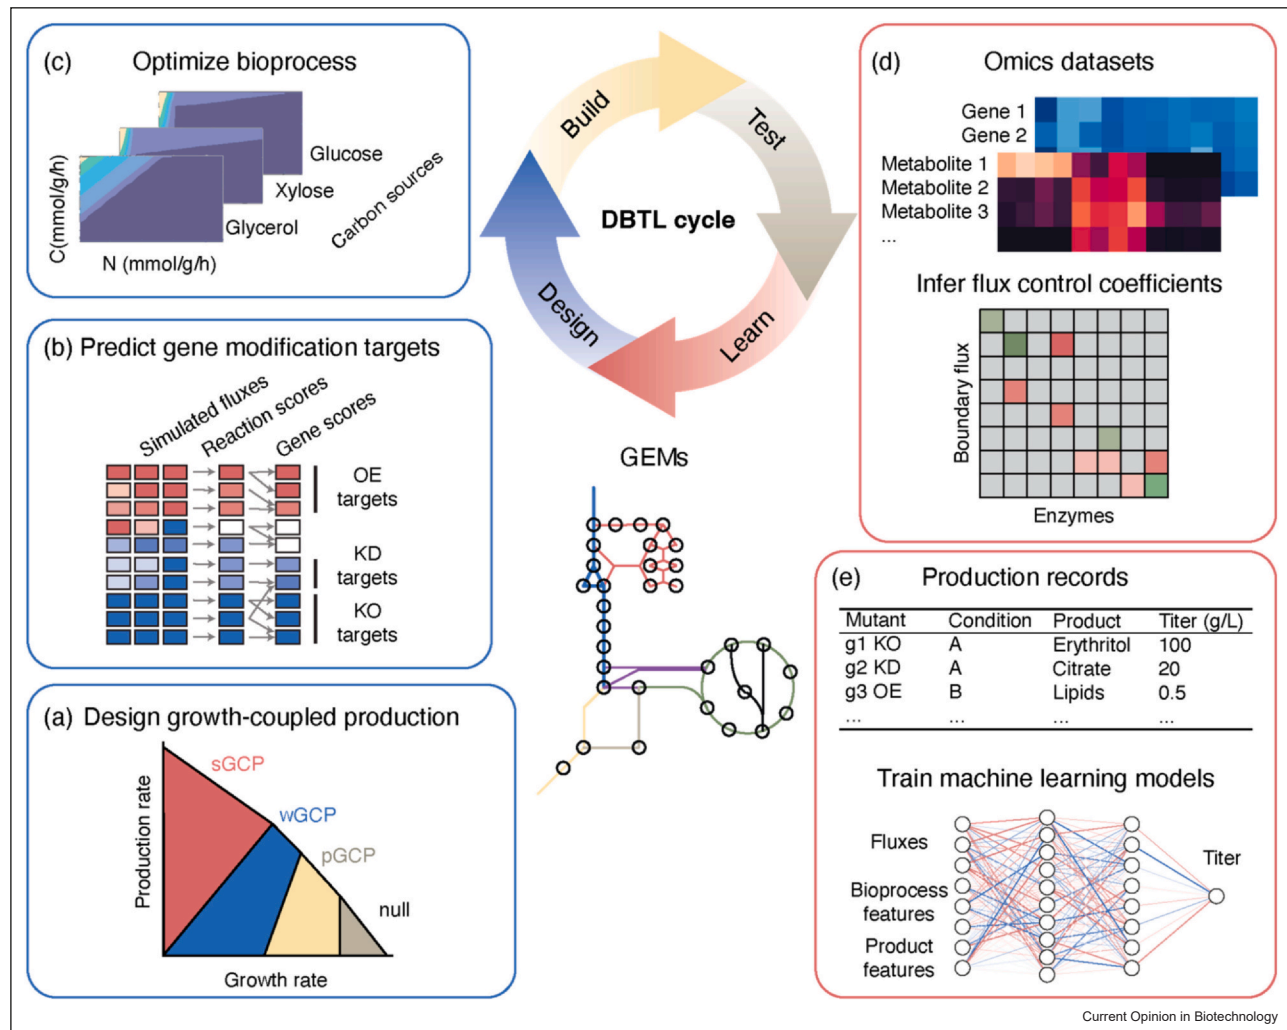 (c) Optimize bioprocess
Glucose
Xylose
Glycerol
Carbon sources
C(mmol/g/h)
N (mmol/g/h)
(b) Predict gene modification targets
Simulated fluxes
Reaction scores
Gene scores
OE
targets
KD
targets
KO
targets
(a) Design growth-coupled production
sGCP
wGCP
pGCP
null
Production rate
Growth rate
Build
Test
Learn
Design
DBTL cycle
GEMs
(d) Omics datasets
Gene 1
Gene 2
Metabolite 1
Metabolite 2
Metabolite 3
...
Infer flux control coefficients
Boundary flux
Enzymes
(e) Production records
Mutant Condition Product Titer (g/L)
g1 KO A Erythritol 100
g2 KD A Citrate 20
g3 OE B Lipids 0.5
... ... ... ...
Train machine learning models
Fluxes
Bioprocess
features
Product
features
Titer
Current Opinion in Biotechnology